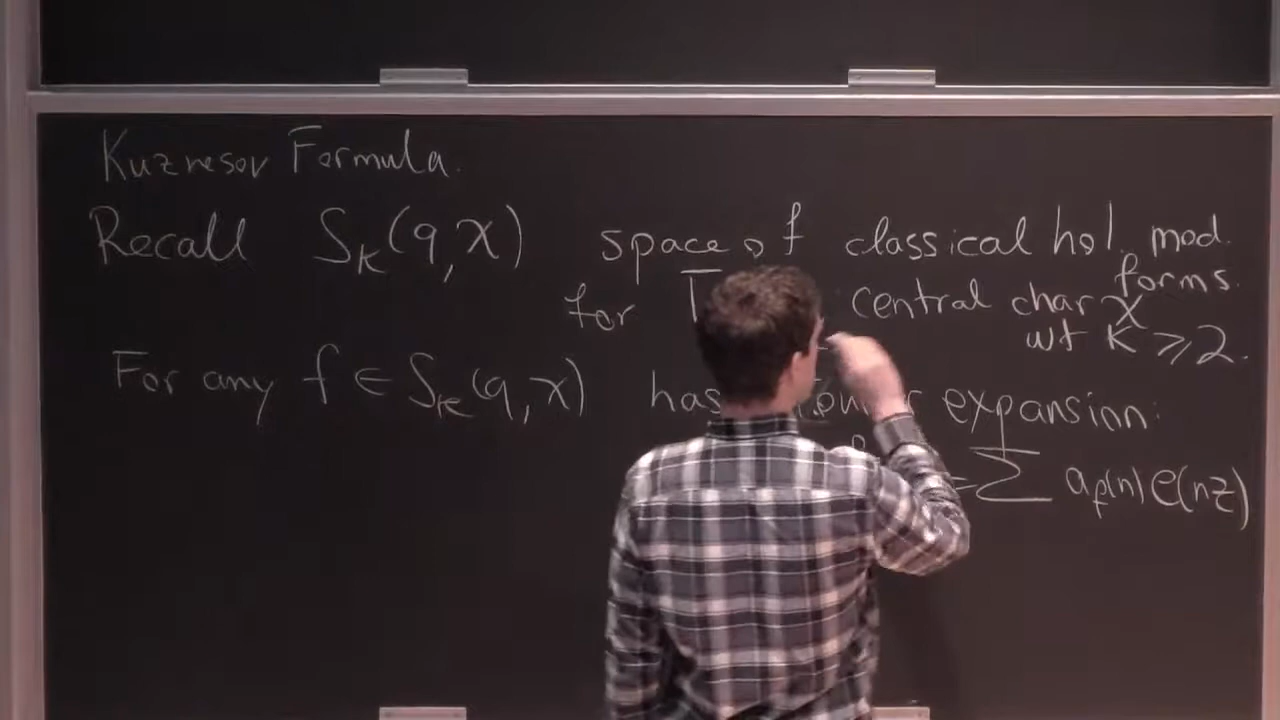 Kuznesov Formula.
Recall S_K(q,χ) space of classical hol. mod. forms.
for Γ central char χ
wt K ⩾ 2.
For any f ∈ S_K(q,χ) has expansion:
= Σ a_f(n) e(nz)